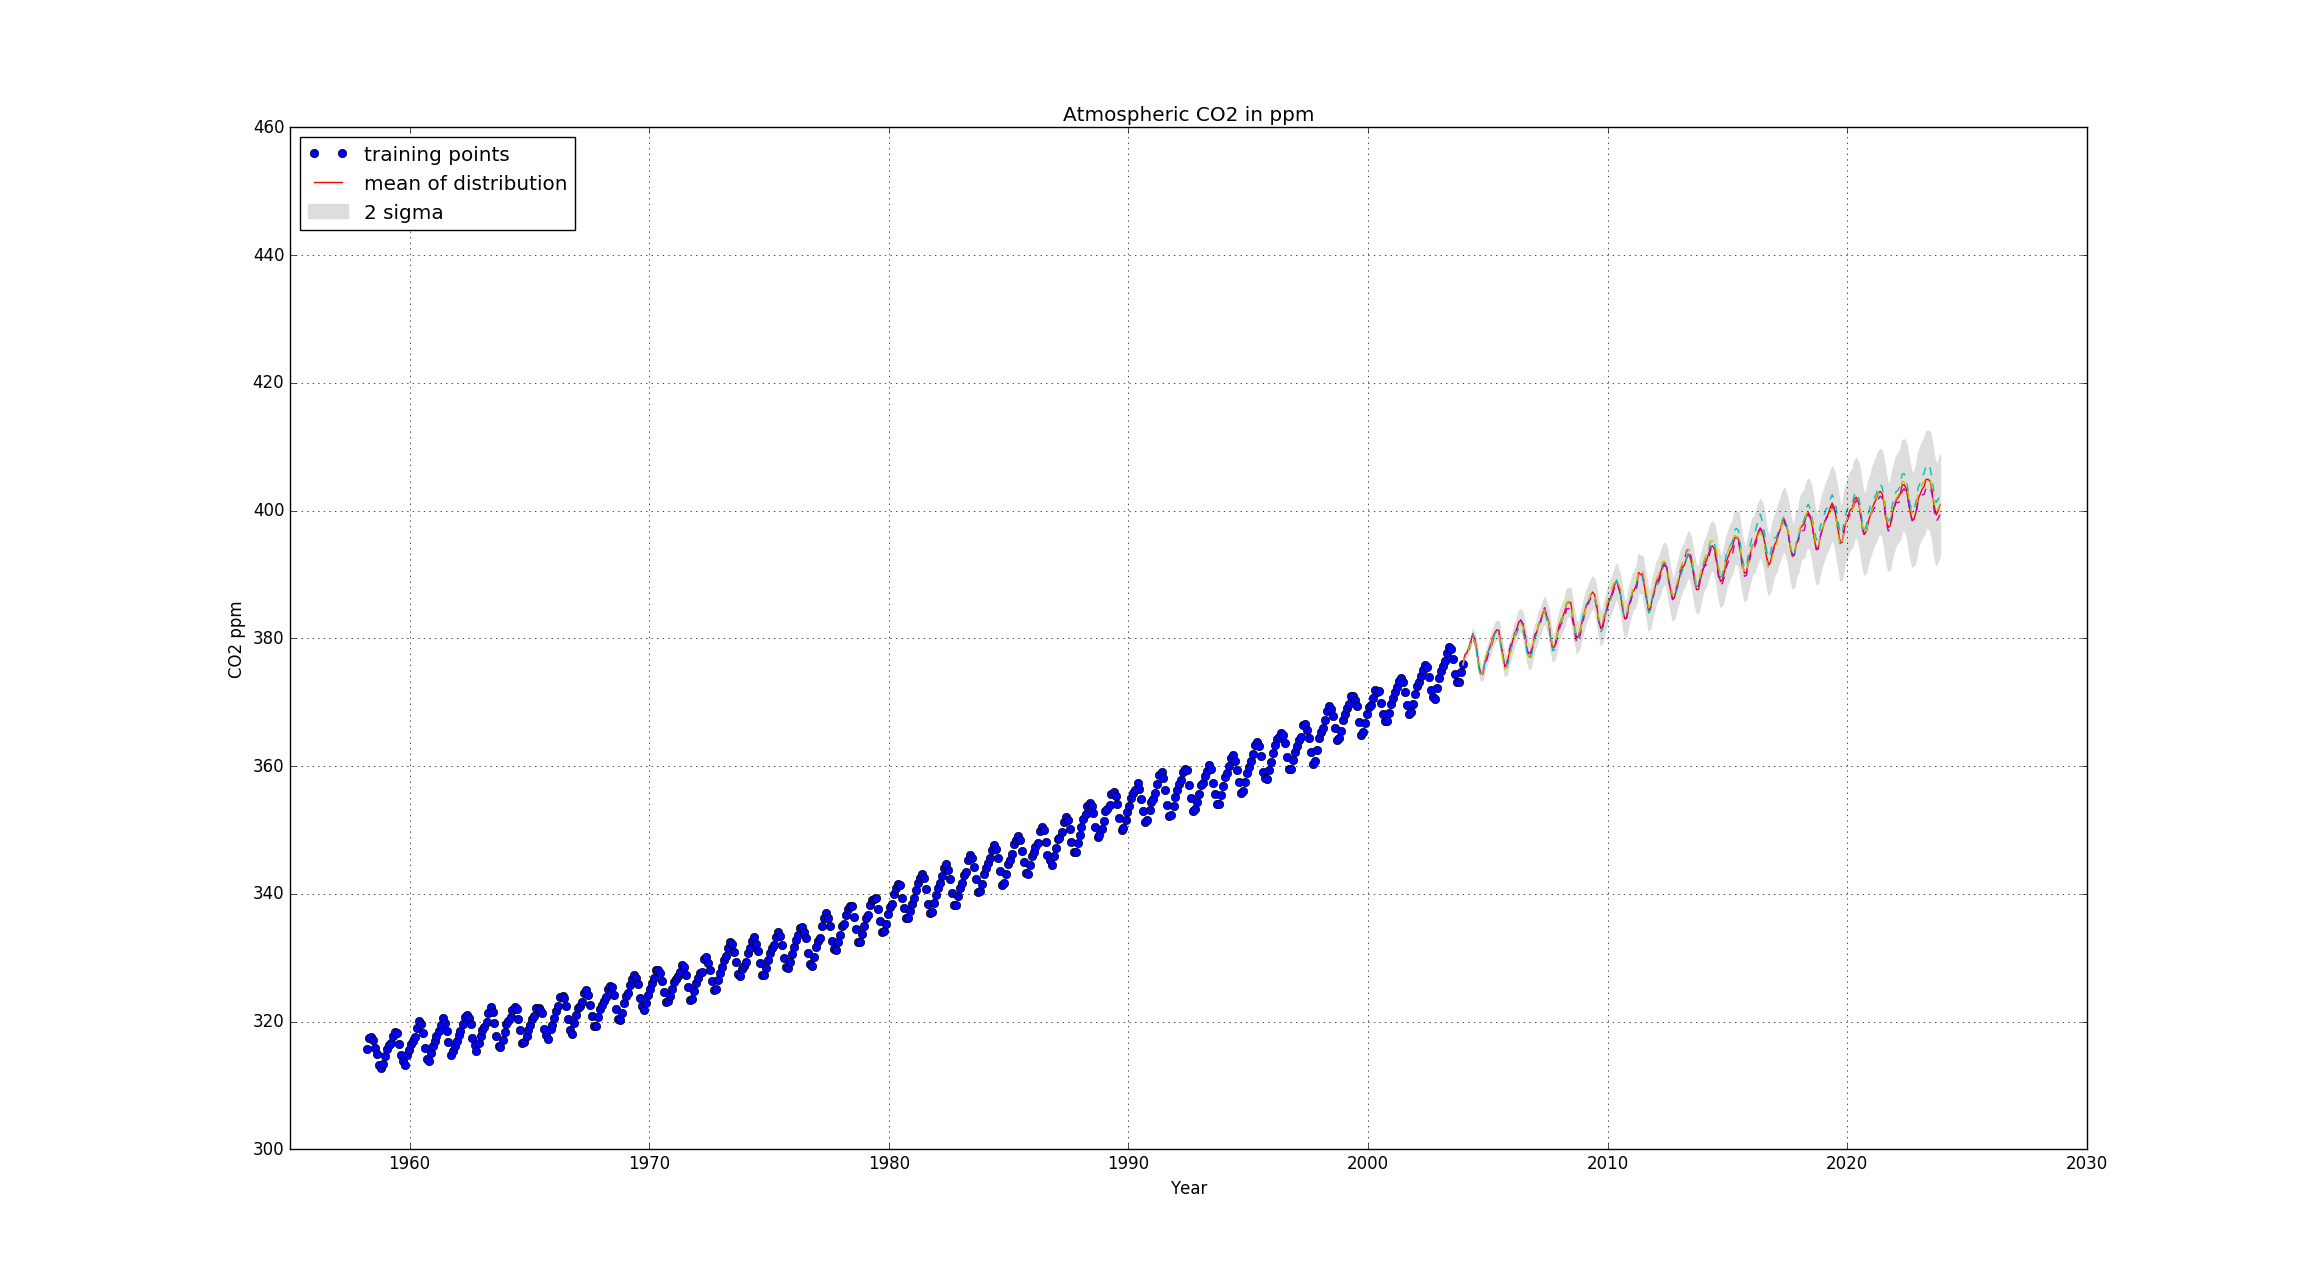 Atmospheric CO2 in ppm
training points
mean of distribution
2 sigma
460
440
420
400
380
360
340
320
300
CO2 ppm
1960 1970 1980 1990 2000 2010 2020 2030
Year